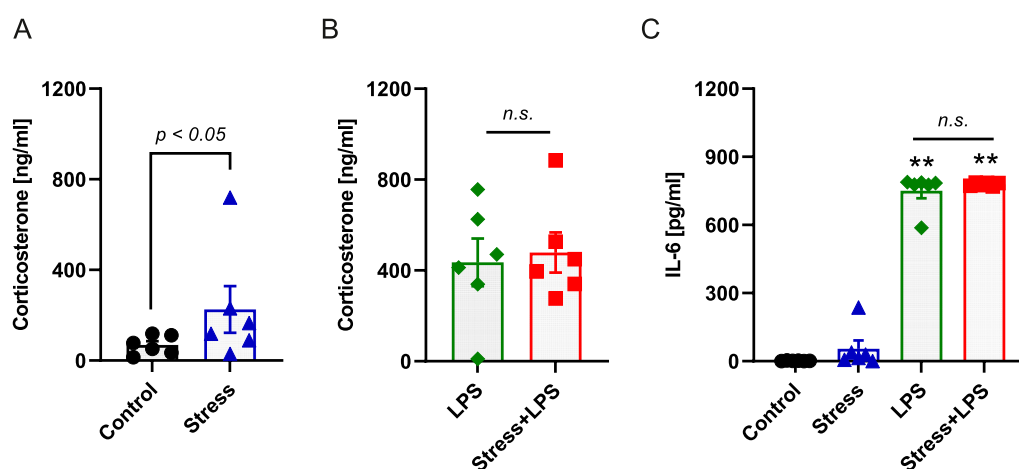 A
B
C
Corticosterone [ng/ml]
1200
800
400
0
p < 0.05
Control
Stress
Corticosterone [ng/ml]
1200
800
400
0
n.s.
LPS
Stress+LPS
IL-6 [pg/ml]
1200
900
600
300
0
n.s.
**
**
Control
Stress
LPS
Stress+LPS